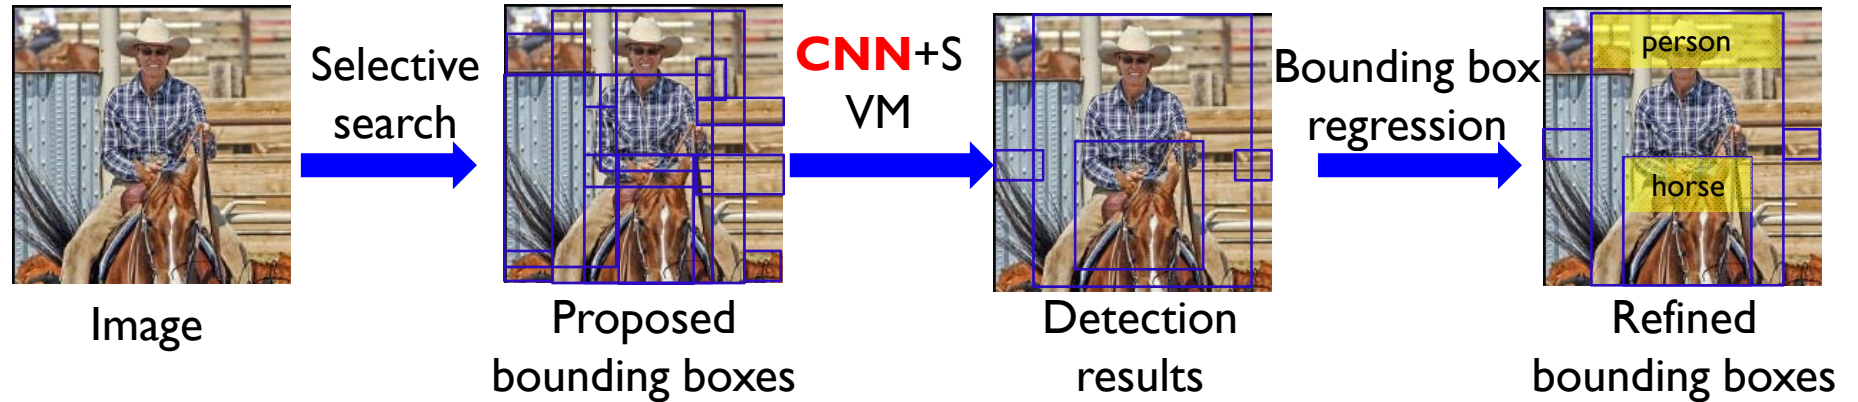 Selective
search
CNN+S
VM
Bounding box
regression
person
horse
Image
Proposed
bounding boxes
Detection
results
Refined
bounding boxes